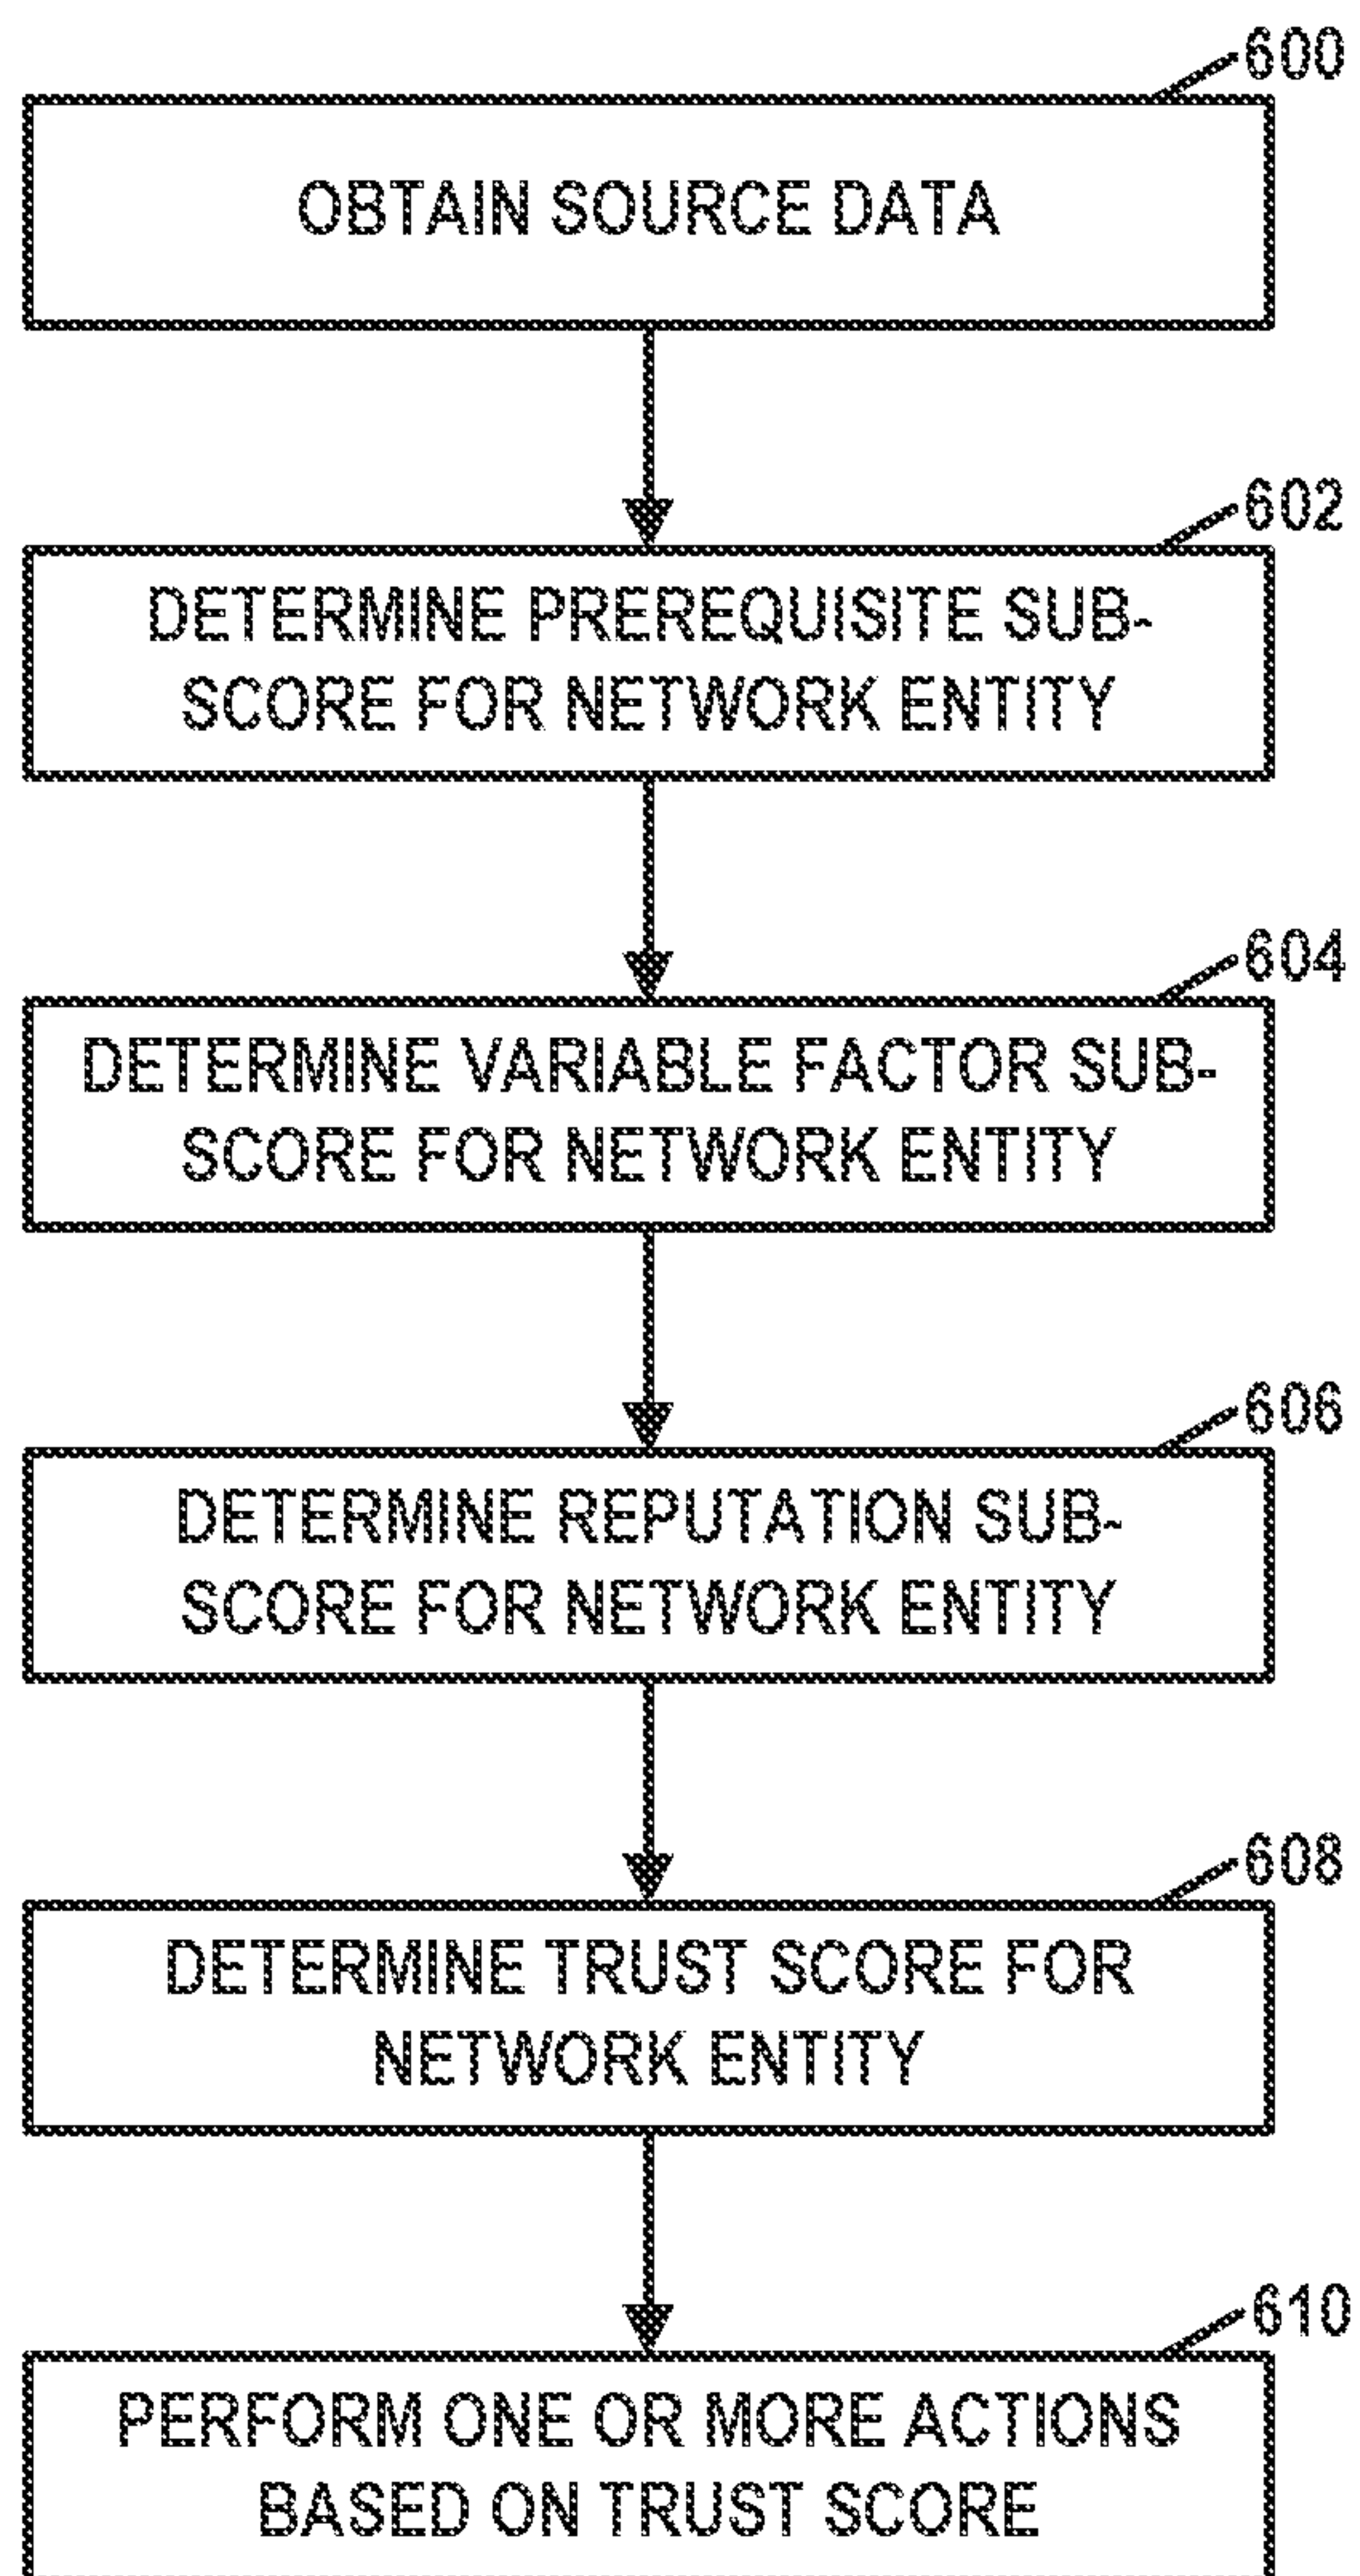 600
OBTAIN SOURCE DATA
602
DETERMINE PREREQUISITE SUB-
SCORE FOR NETWORK ENTITY
604
DETERMINE VARIABLE FACTOR SUB-
SCORE FOR NETWORK ENTITY
606
DETERMINE REPUTATION SUB-
SCORE FOR NETWORK ENTITY
608
DETERMINE TRUST SCORE FOR
NETWORK ENTITY
610
PERFORM ONE OR MORE ACTIONS
BASED ON TRUST SCORE